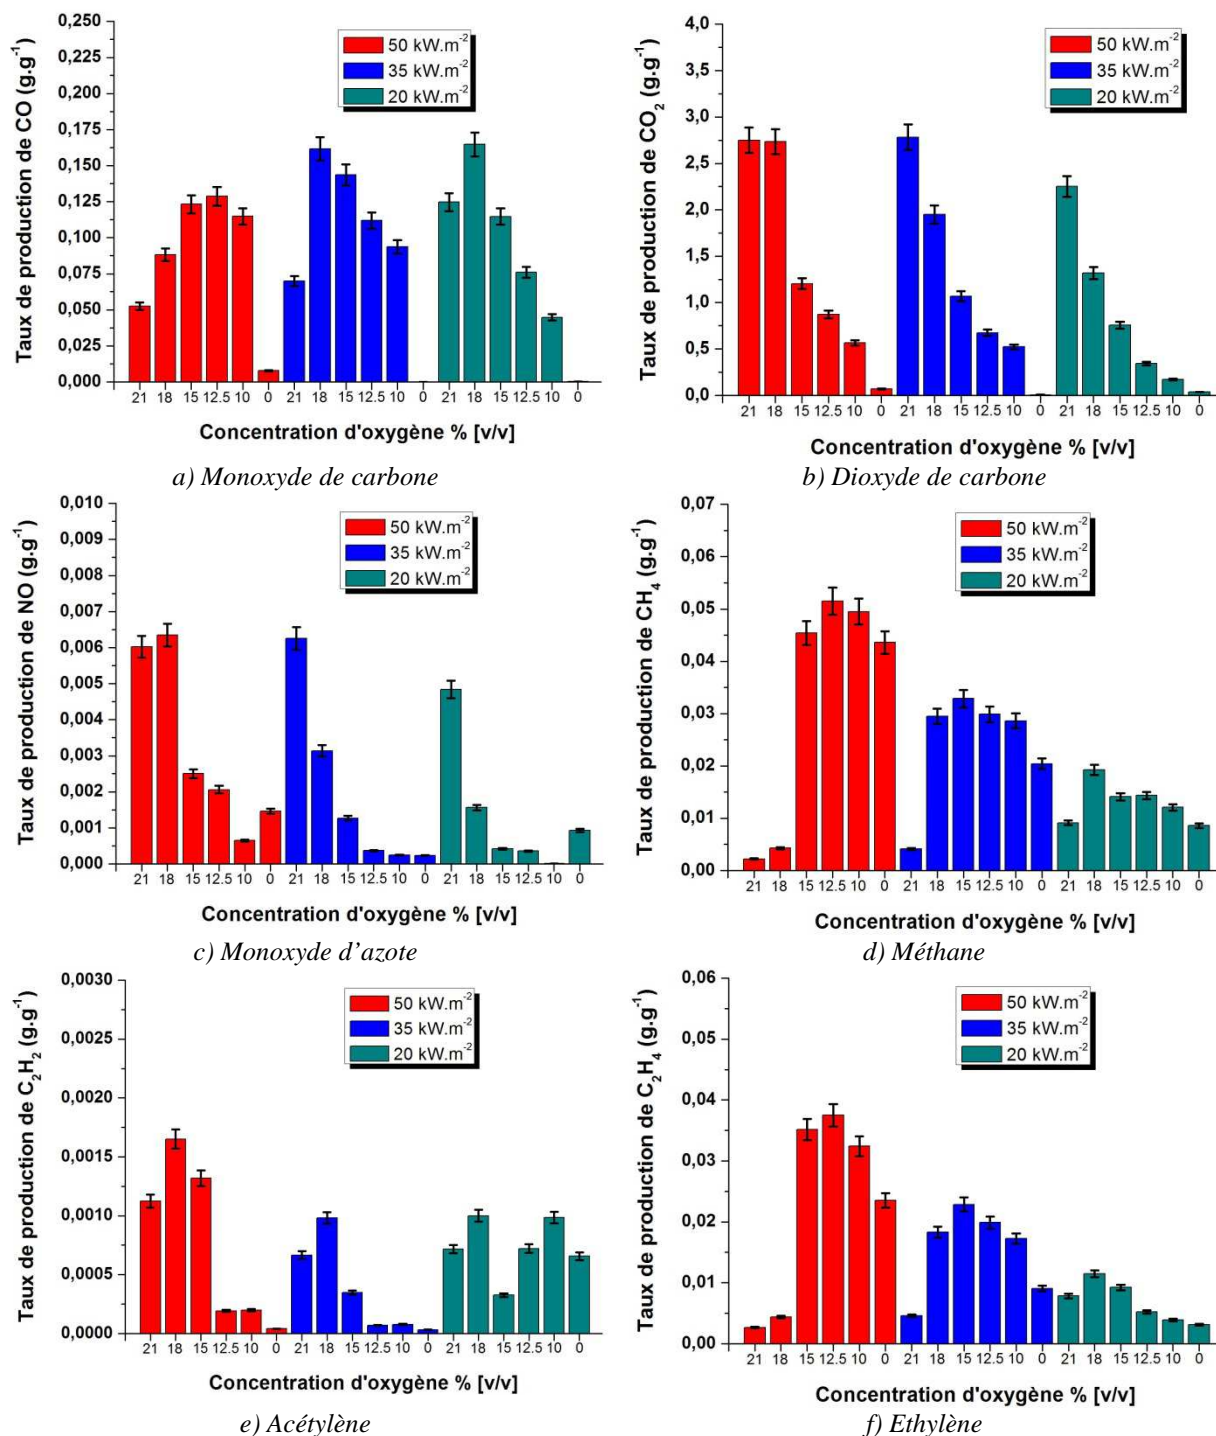 Taux de production de CO (g.g⁻¹)
0,250
0,225
0,200
0,175
0,150
0,125
0,100
0,075
0,050
0,025
0,000
50 kW.m⁻²
35 kW.m⁻²
20 kW.m⁻²
21 18 15 12.5 10 0 21 18 15 12.5 10 0 21 18 15 12.5 10 0
Concentration d'oxygène % [v/v]
a) Monoxyde de carbone
Taux de production de CO₂ (g.g⁻¹)
4,0
3,5
3,0
2,5
2,0
1,5
1,0
0,5
0,0
50 kW.m⁻²
35 kW.m⁻²
20 kW.m⁻²
21 18 15 12.5 10 0 21 18 15 12.5 10 0 21 18 15 12.5 10 0
Concentration d'oxygène % [v/v]
b) Dioxyde de carbone
Taux de production de NO (g.g⁻¹)
0,010
0,009
0,008
0,007
0,006
0,005
0,004
0,003
0,002
0,001
0,000
50 kW.m⁻²
35 kW.m⁻²
20 kW.m⁻²
21 18 15 12.5 10 0 21 18 15 12.5 10 0 21 18 15 12.5 10 0
Concentration d'oxygène % [v/v]
c) Monoxyde d’azote
Taux de production de CH₄ (g.g⁻¹)
0,07
0,06
0,05
0,04
0,03
0,02
0,01
0,00
50 kW.m⁻²
35 kW.m⁻²
20 kW.m⁻²
21 18 15 12.5 10 0 21 18 15 12.5 10 0 21 18 15 12.5 10 0
Concentration d'oxygène % [v/v]
d) Méthane
Taux de production de C₂H₂ (g.g⁻¹)
0,0030
0,0025
0,0020
0,0015
0,0010
0,0005
0,0000
50 kW.m⁻²
35 kW.m⁻²
20 kW.m⁻²
21 18 15 12.5 10 0 21 18 15 12.5 10 0 21 18 15 12.5 10 0
Concentration d'oxygène % [v/v]
e) Acétylène
Taux de production de C₂H₄ (g.g⁻¹)
0,06
0,05
0,04
0,03
0,02
0,01
0,00
50 kW.m⁻²
35 kW.m⁻²
20 kW.m⁻²
21 18 15 12.5 10 0 21 18 15 12.5 10 0 21 18 15 12.5 10 0
Concentration d'oxygène % [v/v]
f) Ethylène